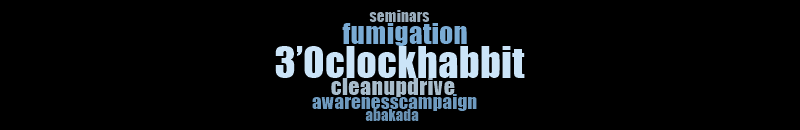 seminars
fumigation
3’Oclockhabbit
cleanupdrive
awarenesscampaign
abakada